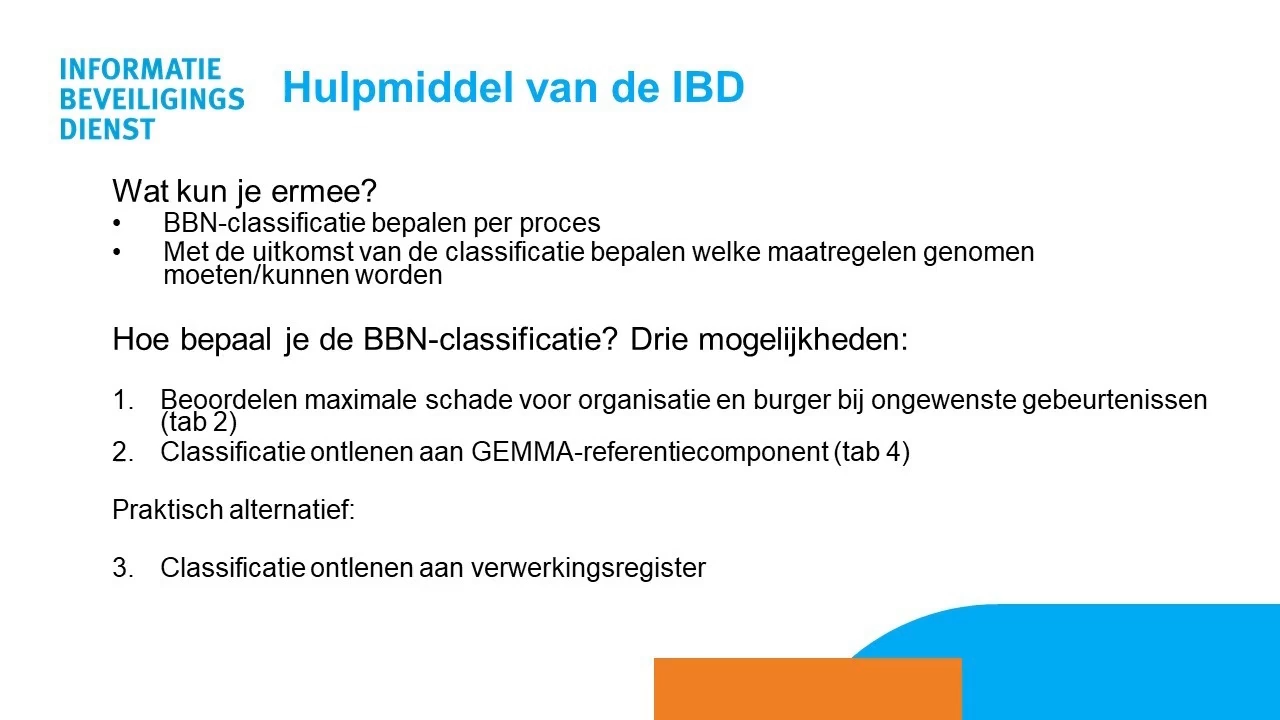 INFORMATIE
BEVEILIGINGS
DIENST
Hulpmiddel van de IBD
Wat kun je ermee?
• BBN-classificatie bepalen per proces
• Met de uitkomst van de classificatie bepalen welke maatregelen genomen
moeten/kunnen worden
Hoe bepaal je de BBN-classificatie? Drie mogelijkheden:
1. Beoordelen maximale schade voor organisatie en burger bij ongewenste gebeurtenissen
(tab 2)
2. Classificatie ontlenen aan GEMMA-referentiecomponent (tab 4)
Praktisch alternatief:
3. Classificatie ontlenen aan verwerkingsregister